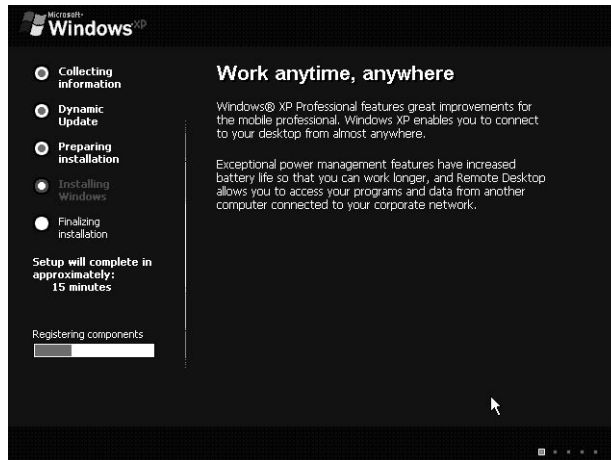 Microsoft
Windows XP
Collecting
information
Dynamic
Update
Preparing
installation
Installing
Windows
Finalizing
installation
Setup will complete in
approximately:
15 minutes
Registering components
Work anytime, anywhere
Windows® XP Professional features great improvements for
the mobile professional. Windows XP enables you to connect
to your desktop from almost anywhere.
Exceptional power management features have increased
battery life so that you can work longer, and Remote Desktop
allows you to access your programs and data from another
computer connected to your corporate network.